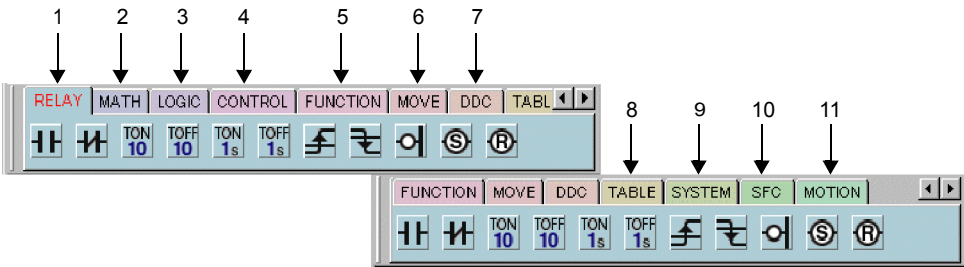 1 2 3 4 5 6 7
RELAY MATH LOGIC CONTROL FUNCTION MOVE DDC TABL
TON 10 TOFF 10 TON 1s TOFF 1s S R
8 9 10 11
FUNCTION MOVE DDC TABLE SYSTEM SFC MOTION
TON 10 TOFF 10 TON 1s TOFF 1s S R